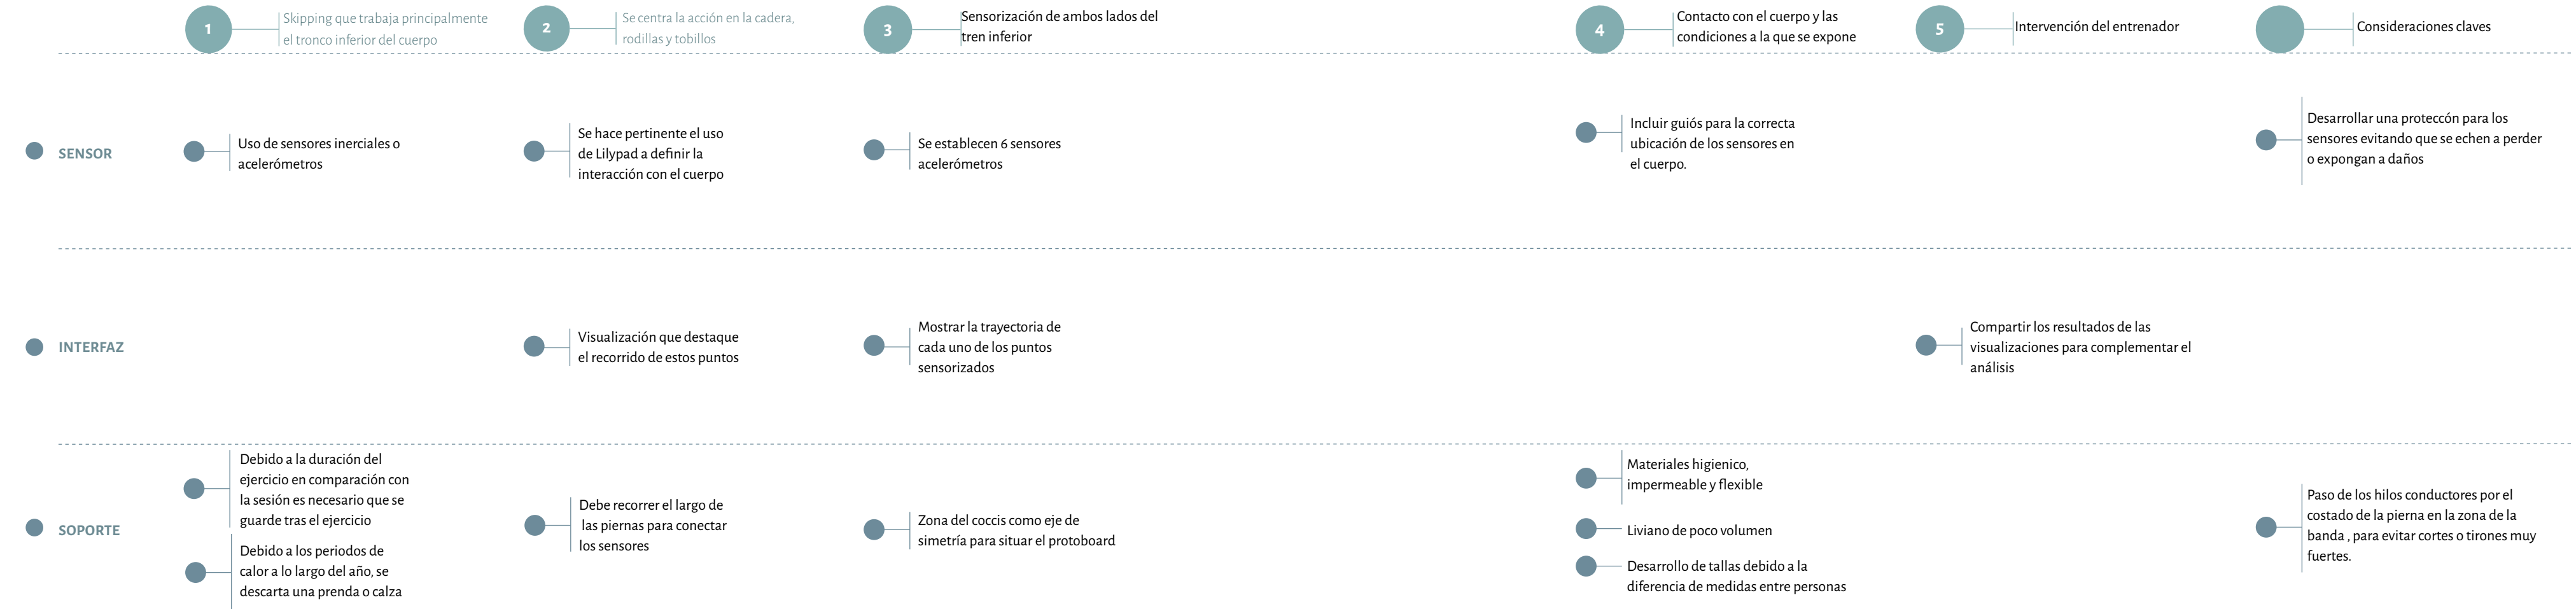 1
Skipping que trabaja principalmente
el tronco inferior del cuerpo
2
Se centra la acción en la cadera,
rodillas y tobillos
3
Sensorización de ambos lados del
tren inferior
4
Contacto con el cuerpo y las
condiciones a la que se expone
5
Intervención del entrenador
Consideraciones claves
SENSOR
Uso de sensores inerciales o
acelerómetros
Se hace pertinente el uso
de Lilypad a definir la
interacción con el cuerpo
Se establecen 6 sensores
acelerómetros
Incluir guiós para la correcta
ubicación de los sensores en
el cuerpo.
Desarrollar una proteccón para los
sensores evitando que se echen a perder
o expongan a daños
INTERFAZ
Visualización que destaque
el recorrido de estos puntos
Mostrar la trayectoria de
cada uno de los puntos
sensorizados
Compartir los resultados de las
visualizaciones para complementar el
análisis
SOPORTE
Debido a la duración del
ejercicio en comparación con
la sesión es necesario que se
guarde tras el ejercicio
Debido a los periodos de
calor a lo largo del año, se
descarta una prenda o calza
Debe recorrer el largo de
las piernas para conectar
los sensores
Zona del coccis como eje de
simetría para situar el protoboard
Materiales higienico,
impermeable y flexible
Liviano de poco volumen
Desarrollo de tallas debido a la
diferencia de medidas entre personas
Paso de los hilos conductores por el
costado de la pierna en la zona de la
banda , para evitar cortes o tirones muy
fuertes.